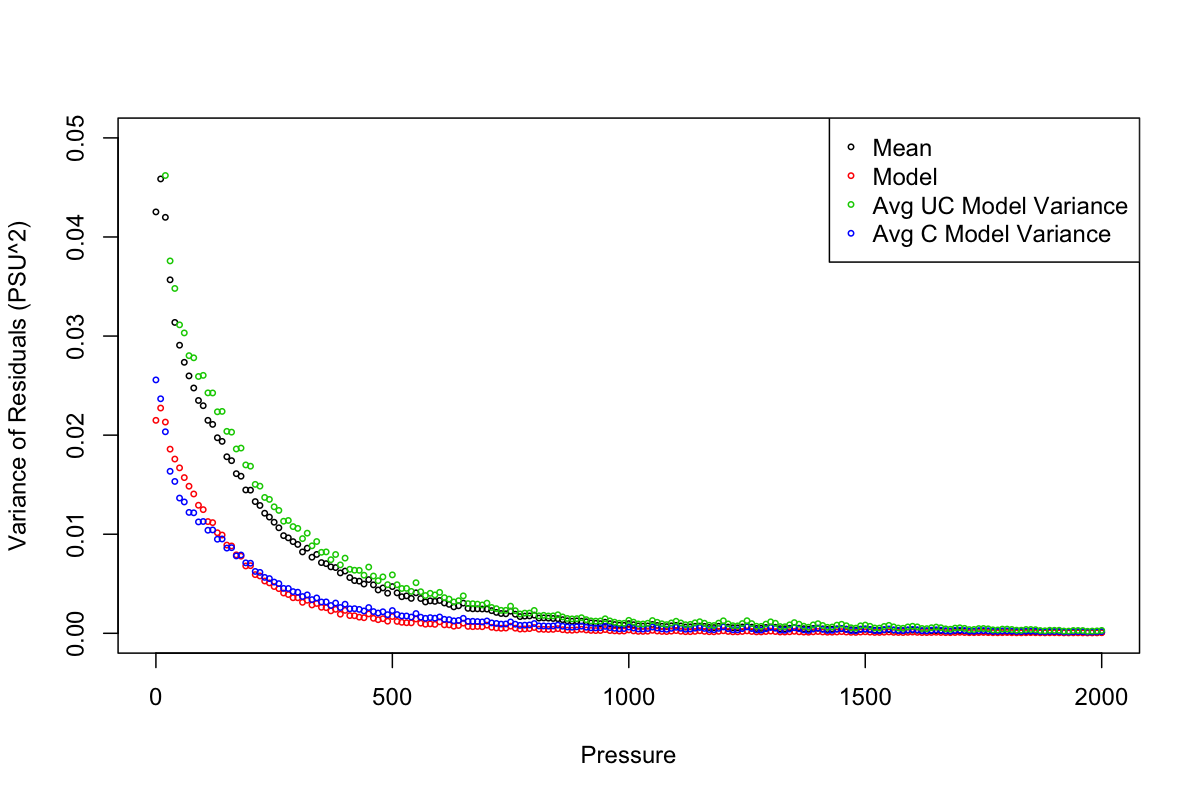 Variance of Residuals (PSU^2)
0.05
0.04
0.03
0.02
0.01
0.00
Mean
Model
Avg UC Model Variance
Avg C Model Variance
0 500 1000 1500 2000
Pressure